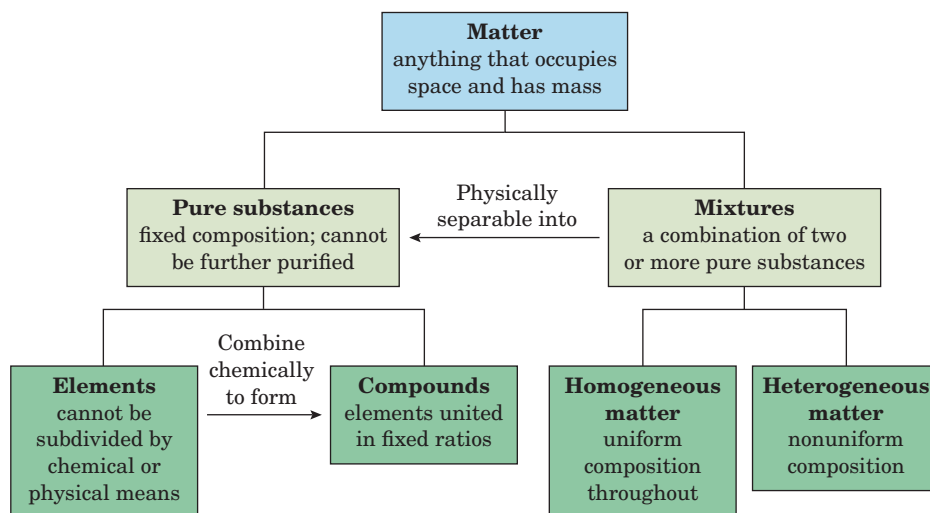 Matter
anything that occupies
space and has mass
Pure substances
fixed composition; cannot
be further purified
Physically
separable into
Mixtures
a combination of two
or more pure substances
Elements
cannot be
subdivided by
chemical or
physical means
Combine
chemically
to form
Compounds
elements united
in fixed ratios
Homogeneous
matter
uniform
composition
throughout
Heterogeneous
matter
nonuniform
composition